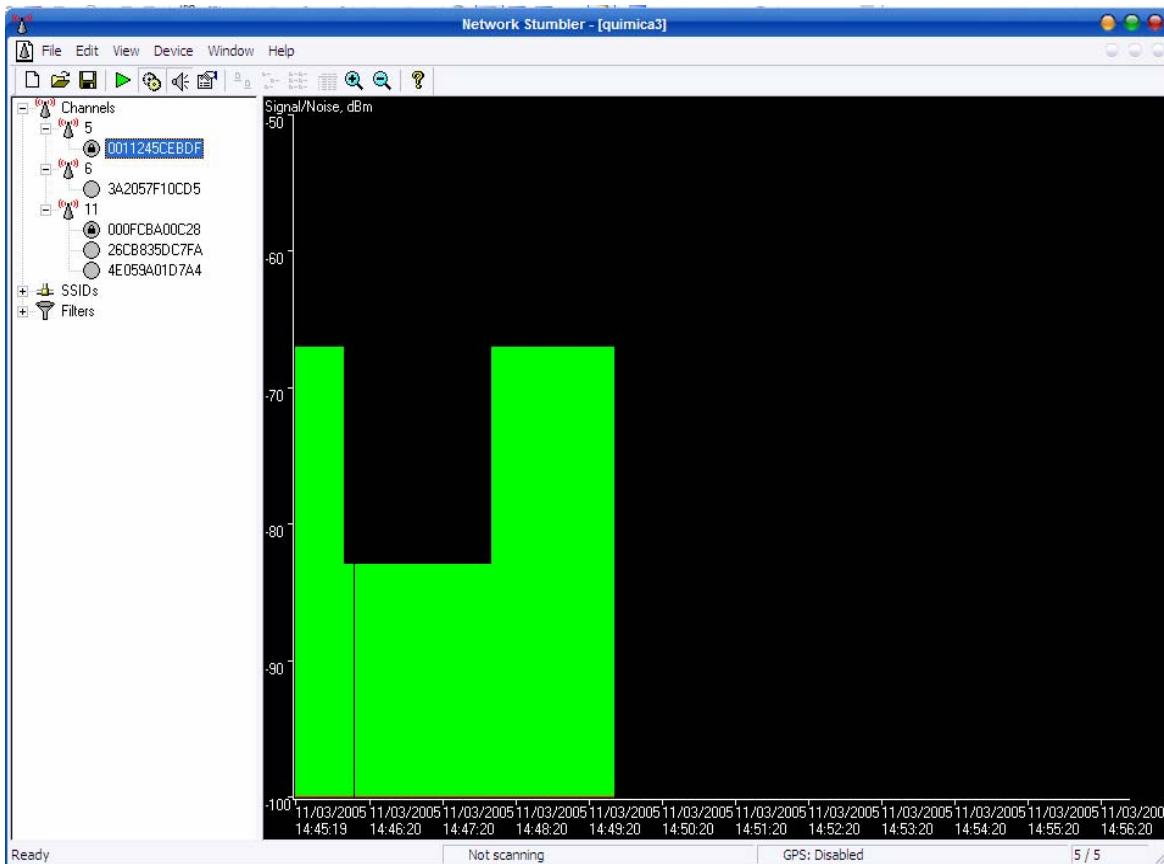 Network Stumbler - [quimica3]
File Edit View Device Window Help
Channels
5
0011245CEBDF
6
3A2057F10CD5
11
000FCBA00C28
26CB835DC7FA
4E059A01D7A4
SSIDs
Filters
Signal/Noise, dBm
-50
-60
-70
-80
-90
-100
11/03/2005 11/03/2005 11/03/2005 11/03/2005 11/03/2005 11/03/2005 11/03/2005 11/03/2005 11/03/2005 11/03/2005 11/03/2005 11/03/200
14:45:19 14:46:20 14:47:20 14:48:20 14:49:20 14:50:20 14:51:20 14:52:20 14:53:20 14:54:20 14:55:20 14:56:20
Ready Not scanning GPS: Disabled 5 / 5